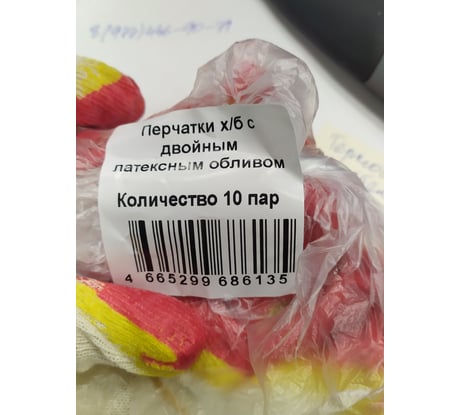 Перчатки х/б с
двойным
латексным обливом
Количество 10 пар
4 665299 686135